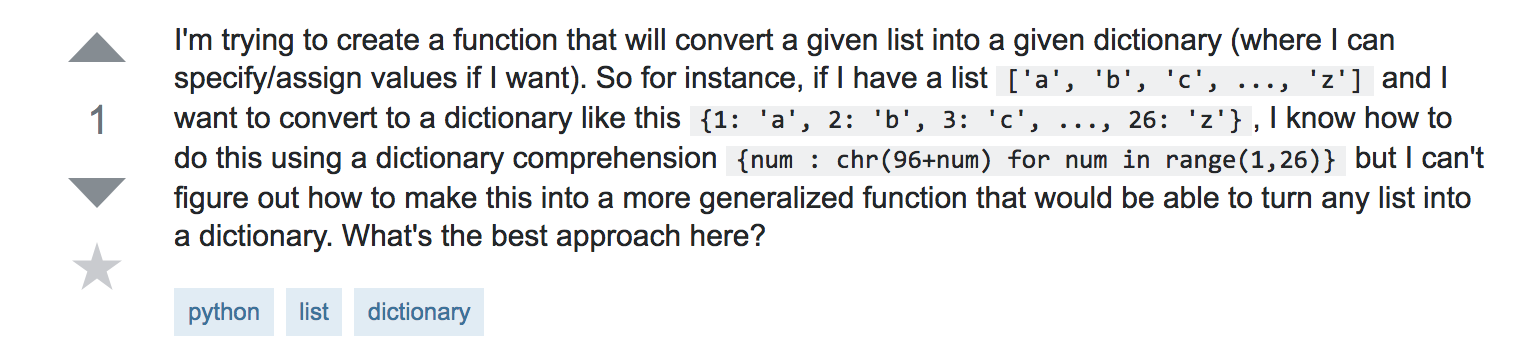 I'm trying to create a function that will convert a given list into a given dictionary (where I can
specify/assign values if I want). So for instance, if I have a list ['a', 'b', 'c', ..., 'z'] and I
1
want to convert to a dictionary like this {1: 'a', 2: 'b', 3: 'c', ..., 26: 'z'} , I know how to
do this using a dictionary comprehension {num : chr(96+num) for num in range(1,26)} but I can't
figure out how to make this into a more generalized function that would be able to turn any list into
a dictionary. What's the best approach here?
python list dictionary